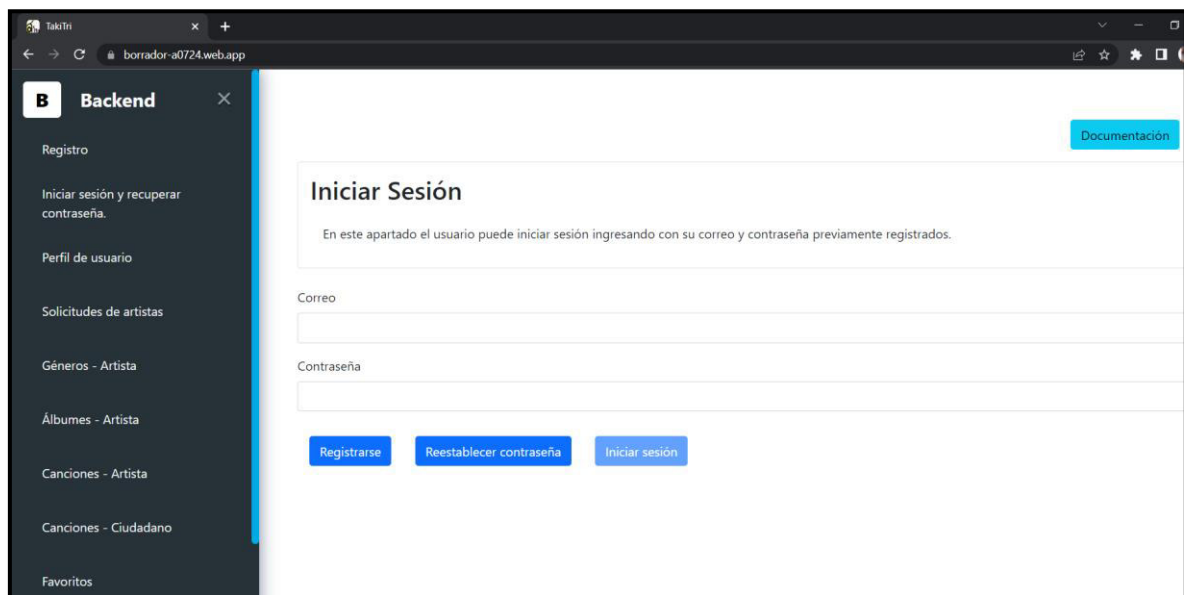 TakiTri
borrador-a0724.web.app
B Backend
Registro
Iniciar sesión y recuperar
contraseña.
Perfil de usuario
Solicitudes de artistas
Géneros - Artista
Álbumes - Artista
Canciones - Artista
Canciones - Ciudadano
Favoritos
Documentación
Iniciar Sesión
En este apartado el usuario puede iniciar sesión ingresando con su correo y contraseña previamente registrados.
Correo
Contraseña
Registrarse Reestablecer contraseña Iniciar sesión